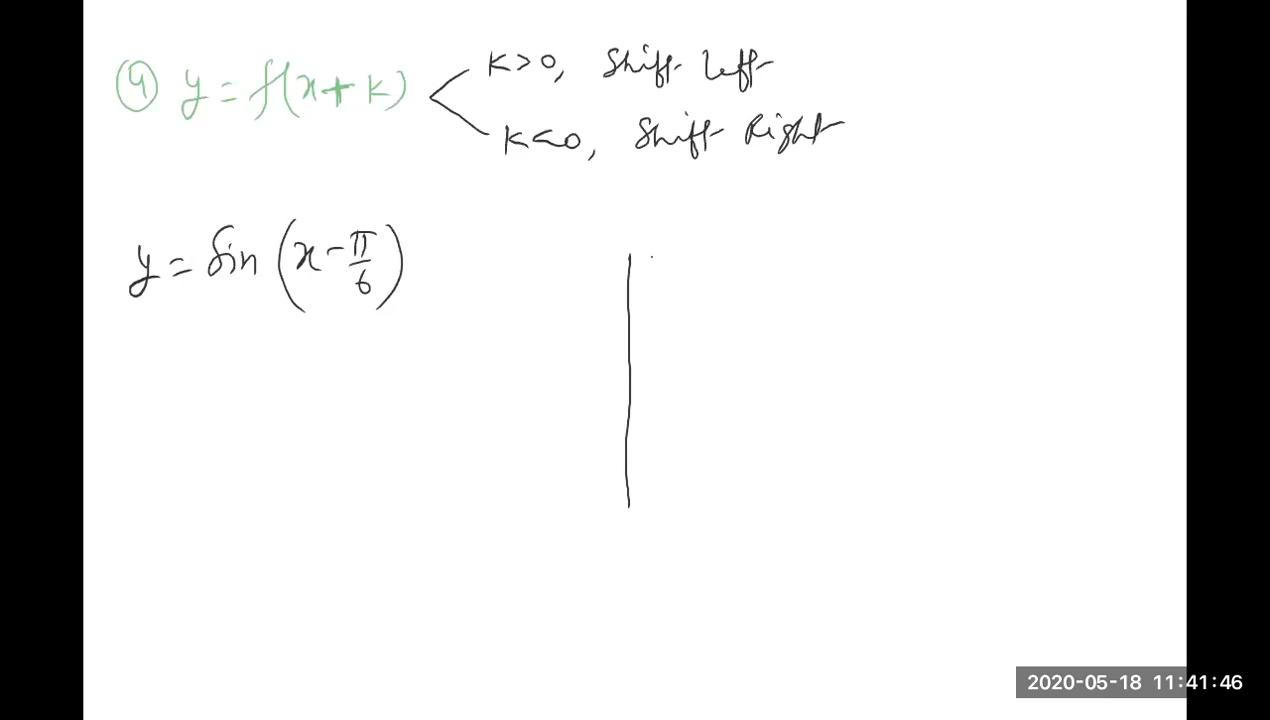 ④ y = f(x + k)
k > 0, Shift Left
k < 0, Shift Right
y = Sin (x - π/6)
2020-05-18 11:41:46